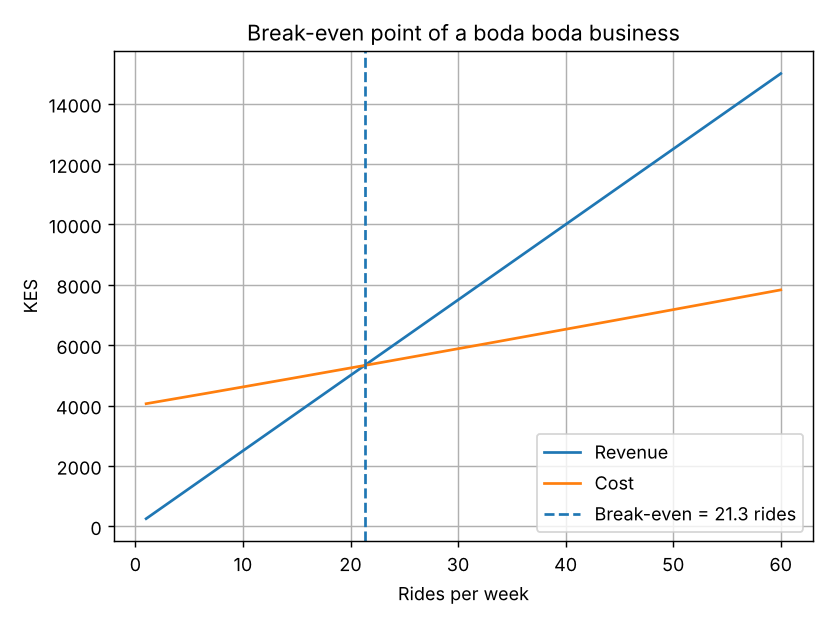 Break-even point of a boda boda business
KES
14000
12000
10000
8000
6000
4000
2000
0
0 10 20 30 40 50 60
Rides per week
Revenue
Cost
Break-even = 21.3 rides